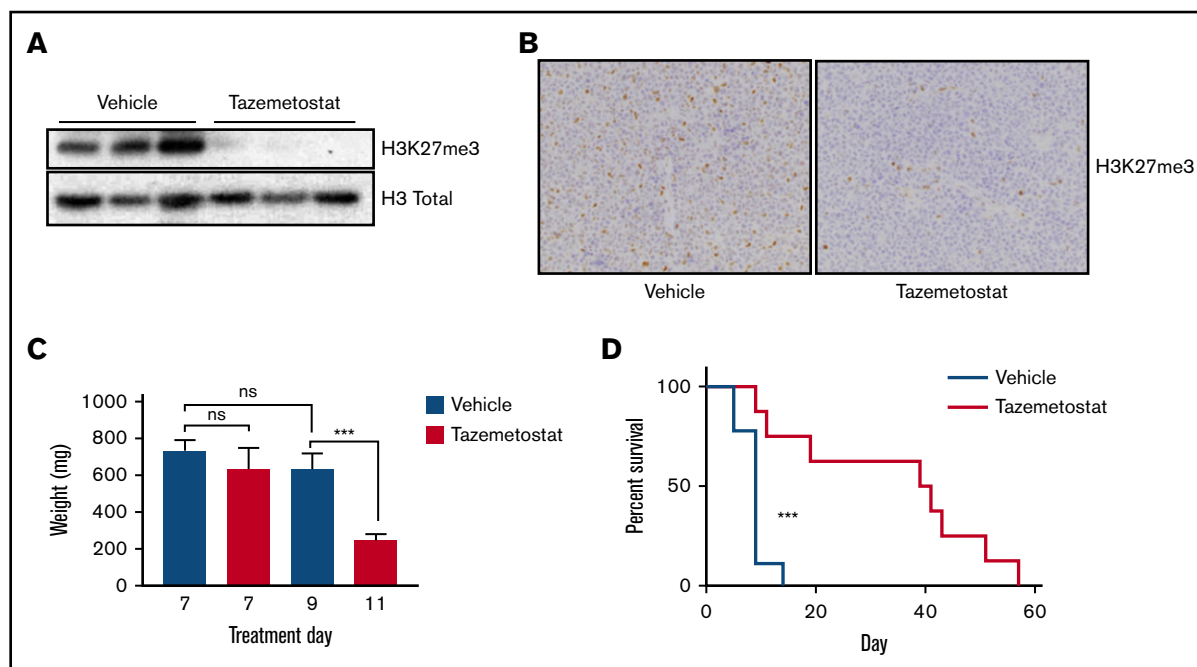 A
Vehicle Tazemetostat
H3K27me3
H3 Total
B
H3K27me3
Vehicle Tazemetostat
C
Weight (mg)
1000
800
600
400
200
0
ns
ns
***
7 7 9 11
Treatment day
Vehicle
Tazemetostat
D
Percent survival
100
50
0
***
0 20 40 60
Day
Vehicle
Tazemetostat